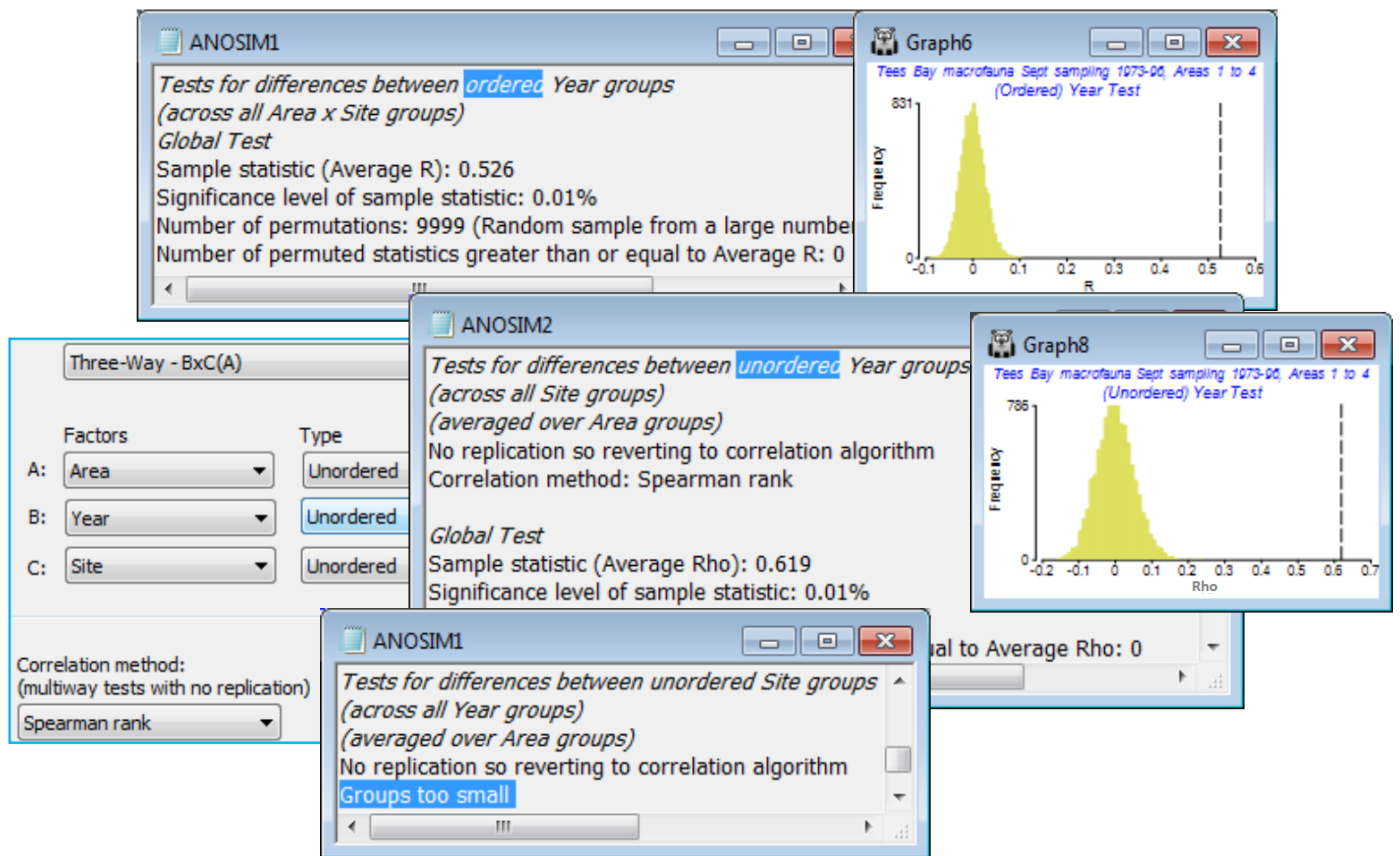 ANOSIM1
Tests for differences between ordered Year groups
(across all Area x Site groups)
Global Test
Sample statistic (Average R): 0.526
Significance level of sample statistic: 0.01%
Number of permutations: 9999 (Random sample from a large number
Number of permuted statistics greater than or equal to Average R: 0
Graph6
Tees Bay macrofauna Sept sampling 1973-96, Areas 1 to 4
(Ordered) Year Test
831
Frequency
0
-0.1 0 0.1 0.2 0.3 0.4 0.5 0.6
R
ANOSIM2
Tests for differences between unordered Year groups
(across all Site groups)
(averaged over Area groups)
No replication so reverting to correlation algorithm
Correlation method: Spearman rank
Global Test
Sample statistic (Average Rho): 0.619
Significance level of sample statistic: 0.01%
ual to Average Rho: 0
Graph8
Tees Bay macrofauna Sept sampling 1973-96, Areas 1 to 4
(Unordered) Year Test
786
Frequency
0
-0.2 -0.1 0 0.1 0.2 0.3 0.4 0.5 0.6 0.7
Rho
Three-Way - BxC(A)
Factors Type
A: Area Unordered
B: Year Unordered
C: Site Unordered
Correlation method:
(multiway tests with no replication)
Spearman rank
ANOSIM1
Tests for differences between unordered Site groups
(across all Year groups)
(averaged over Area groups)
No replication so reverting to correlation algorithm
Groups too small